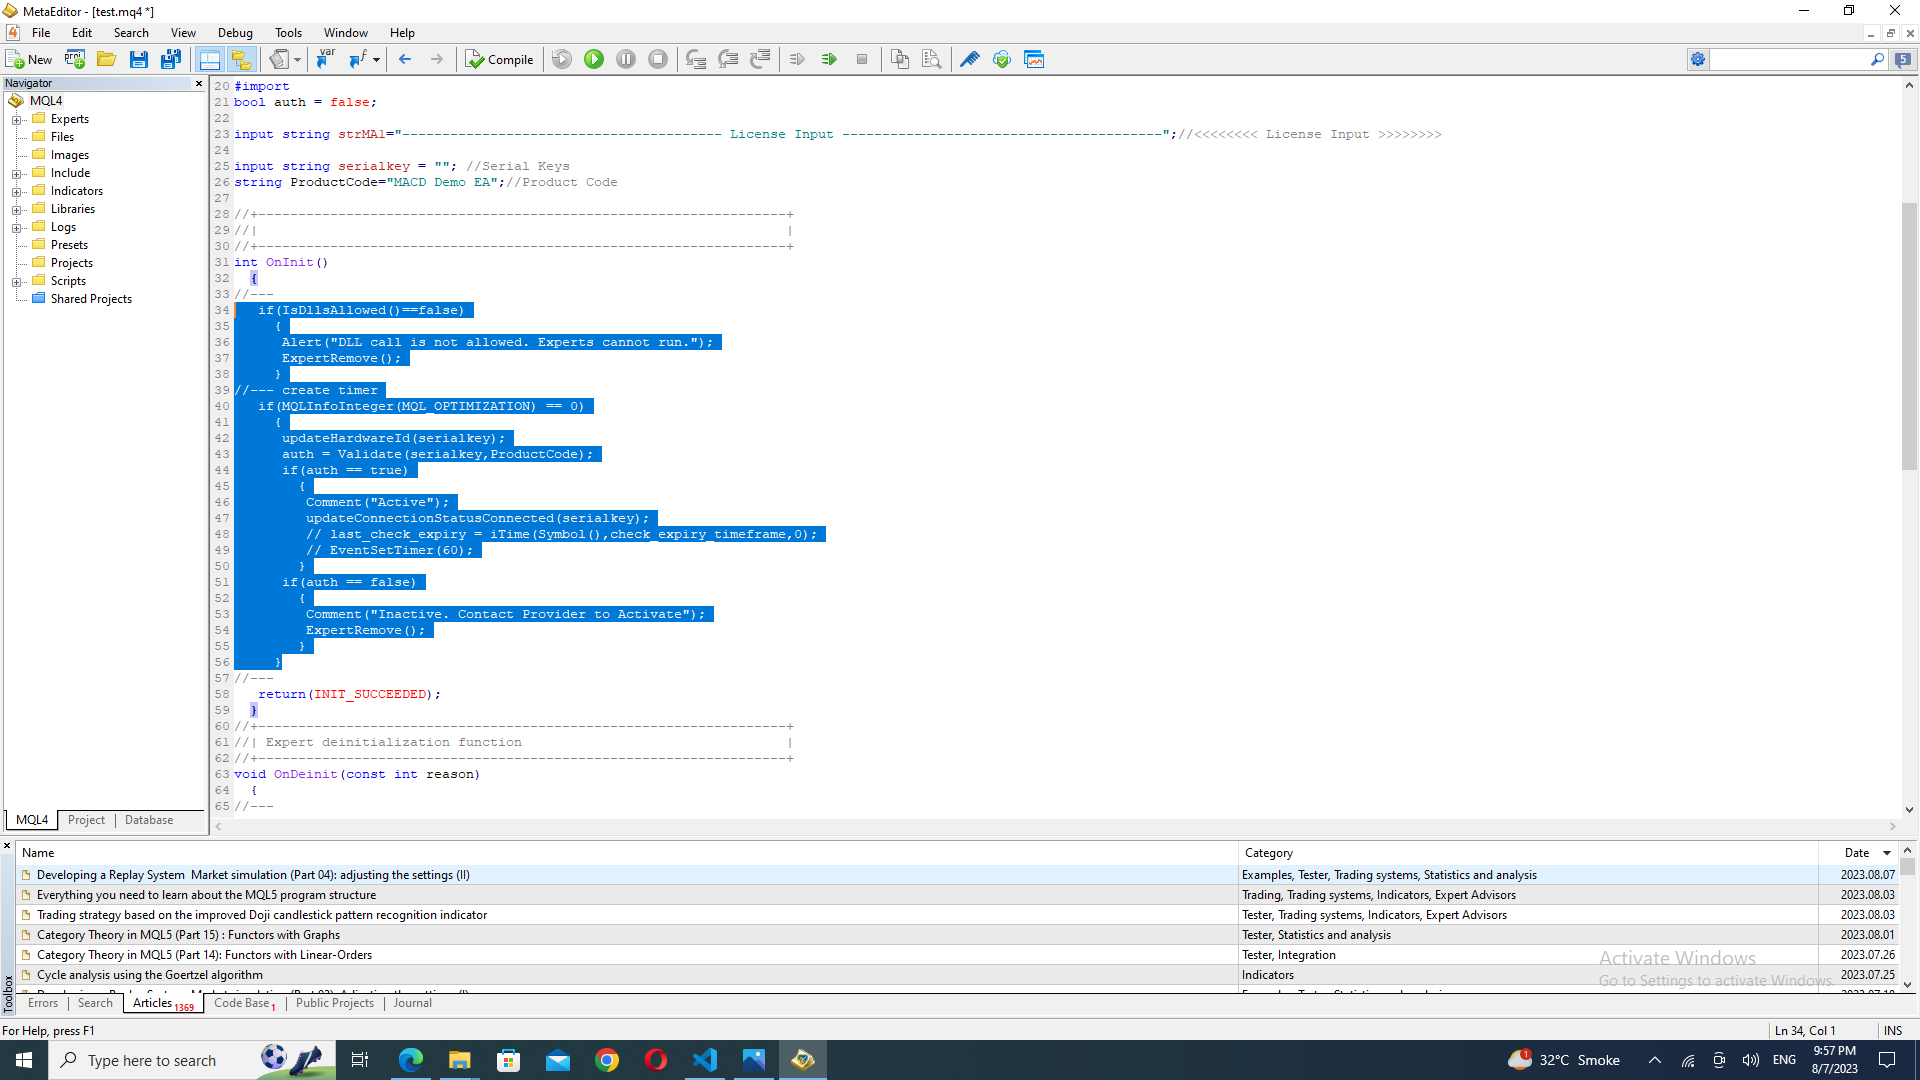 MetaEditor - [test.mq4 *]
File Edit Search View Debug Tools Window Help
New Compile 5
Navigator
MQL4
Experts
Files
Images
Include
Indicators
Libraries
Logs
Presets
Projects
Scripts
Shared Projects
MQL4 Project Database
20 #import
21 bool auth = false;
22
23 input string strMA1="---------------------------------------- License Input ----------------------------------------";//<<<<<<<< License Input >>>>>>>>
24
25 input string serialkey = ""; //Serial Keys
26 string ProductCode="MACD Demo EA";//Product Code
27
28 //+------------------------------------------------------------------+
29 //| |
30 //+------------------------------------------------------------------+
31 int OnInit()
32 {
33 //---
34 if(IsDllsAllowed()==false)
35 {
36 Alert("DLL call is not allowed. Experts cannot run.");
37 ExpertRemove();
38 }
39 //--- create timer
40 if(MQLInfoInteger(MQL_OPTIMIZATION) == 0)
41 {
42 updateHardwareId(serialkey);
43 auth = Validate(serialkey,ProductCode);
44 if(auth == true)
45 {
46 Comment("Active");
47 updateConnectionStatusConnected(serialkey);
48 // last_check_expiry = iTime(Symbol(),check_expiry_timeframe,0);
49 // EventSetTimer(60);
50 }
51 if(auth == false)
52 {
53 Comment("Inactive. Contact Provider to Activate");
54 ExpertRemove();
55 }
56 }
57 //---
58 return(INIT_SUCCEEDED);
59 }
60 //+------------------------------------------------------------------+
61 //| Expert deinitialization function |
62 //+------------------------------------------------------------------+
63 void OnDeinit(const int reason)
64 {
65 //---
Name Category Date
Developing a Replay System Market simulation (Part 04): adjusting the settings (II) Examples, Tester, Trading systems, Statistics and analysis 2023.08.07
Everything you need to learn about the MQL5 program structure Trading, Trading systems, Indicators, Expert Advisors 2023.08.03
Trading strategy based on the improved Doji candlestick pattern recognition indicator Tester, Trading systems, Indicators, Expert Advisors 2023.08.03
Category Theory in MQL5 (Part 15) : Functors with Graphs Tester, Statistics and analysis 2023.08.01
Category Theory in MQL5 (Part 14): Functors with Linear-Orders Tester, Integration 2023.07.26
Cycle analysis using the Goertzel algorithm Indicators 2023.07.25
Activate Windows
Go to Settings to activate Windows.
Toolbox
Errors Search Articles 1369 Code Base 1 Public Projects Journal
For Help, press F1 Ln 34, Col 1 INS
Type here to search 1 32°C Smoke ENG 9:57 PM
8/7/2023